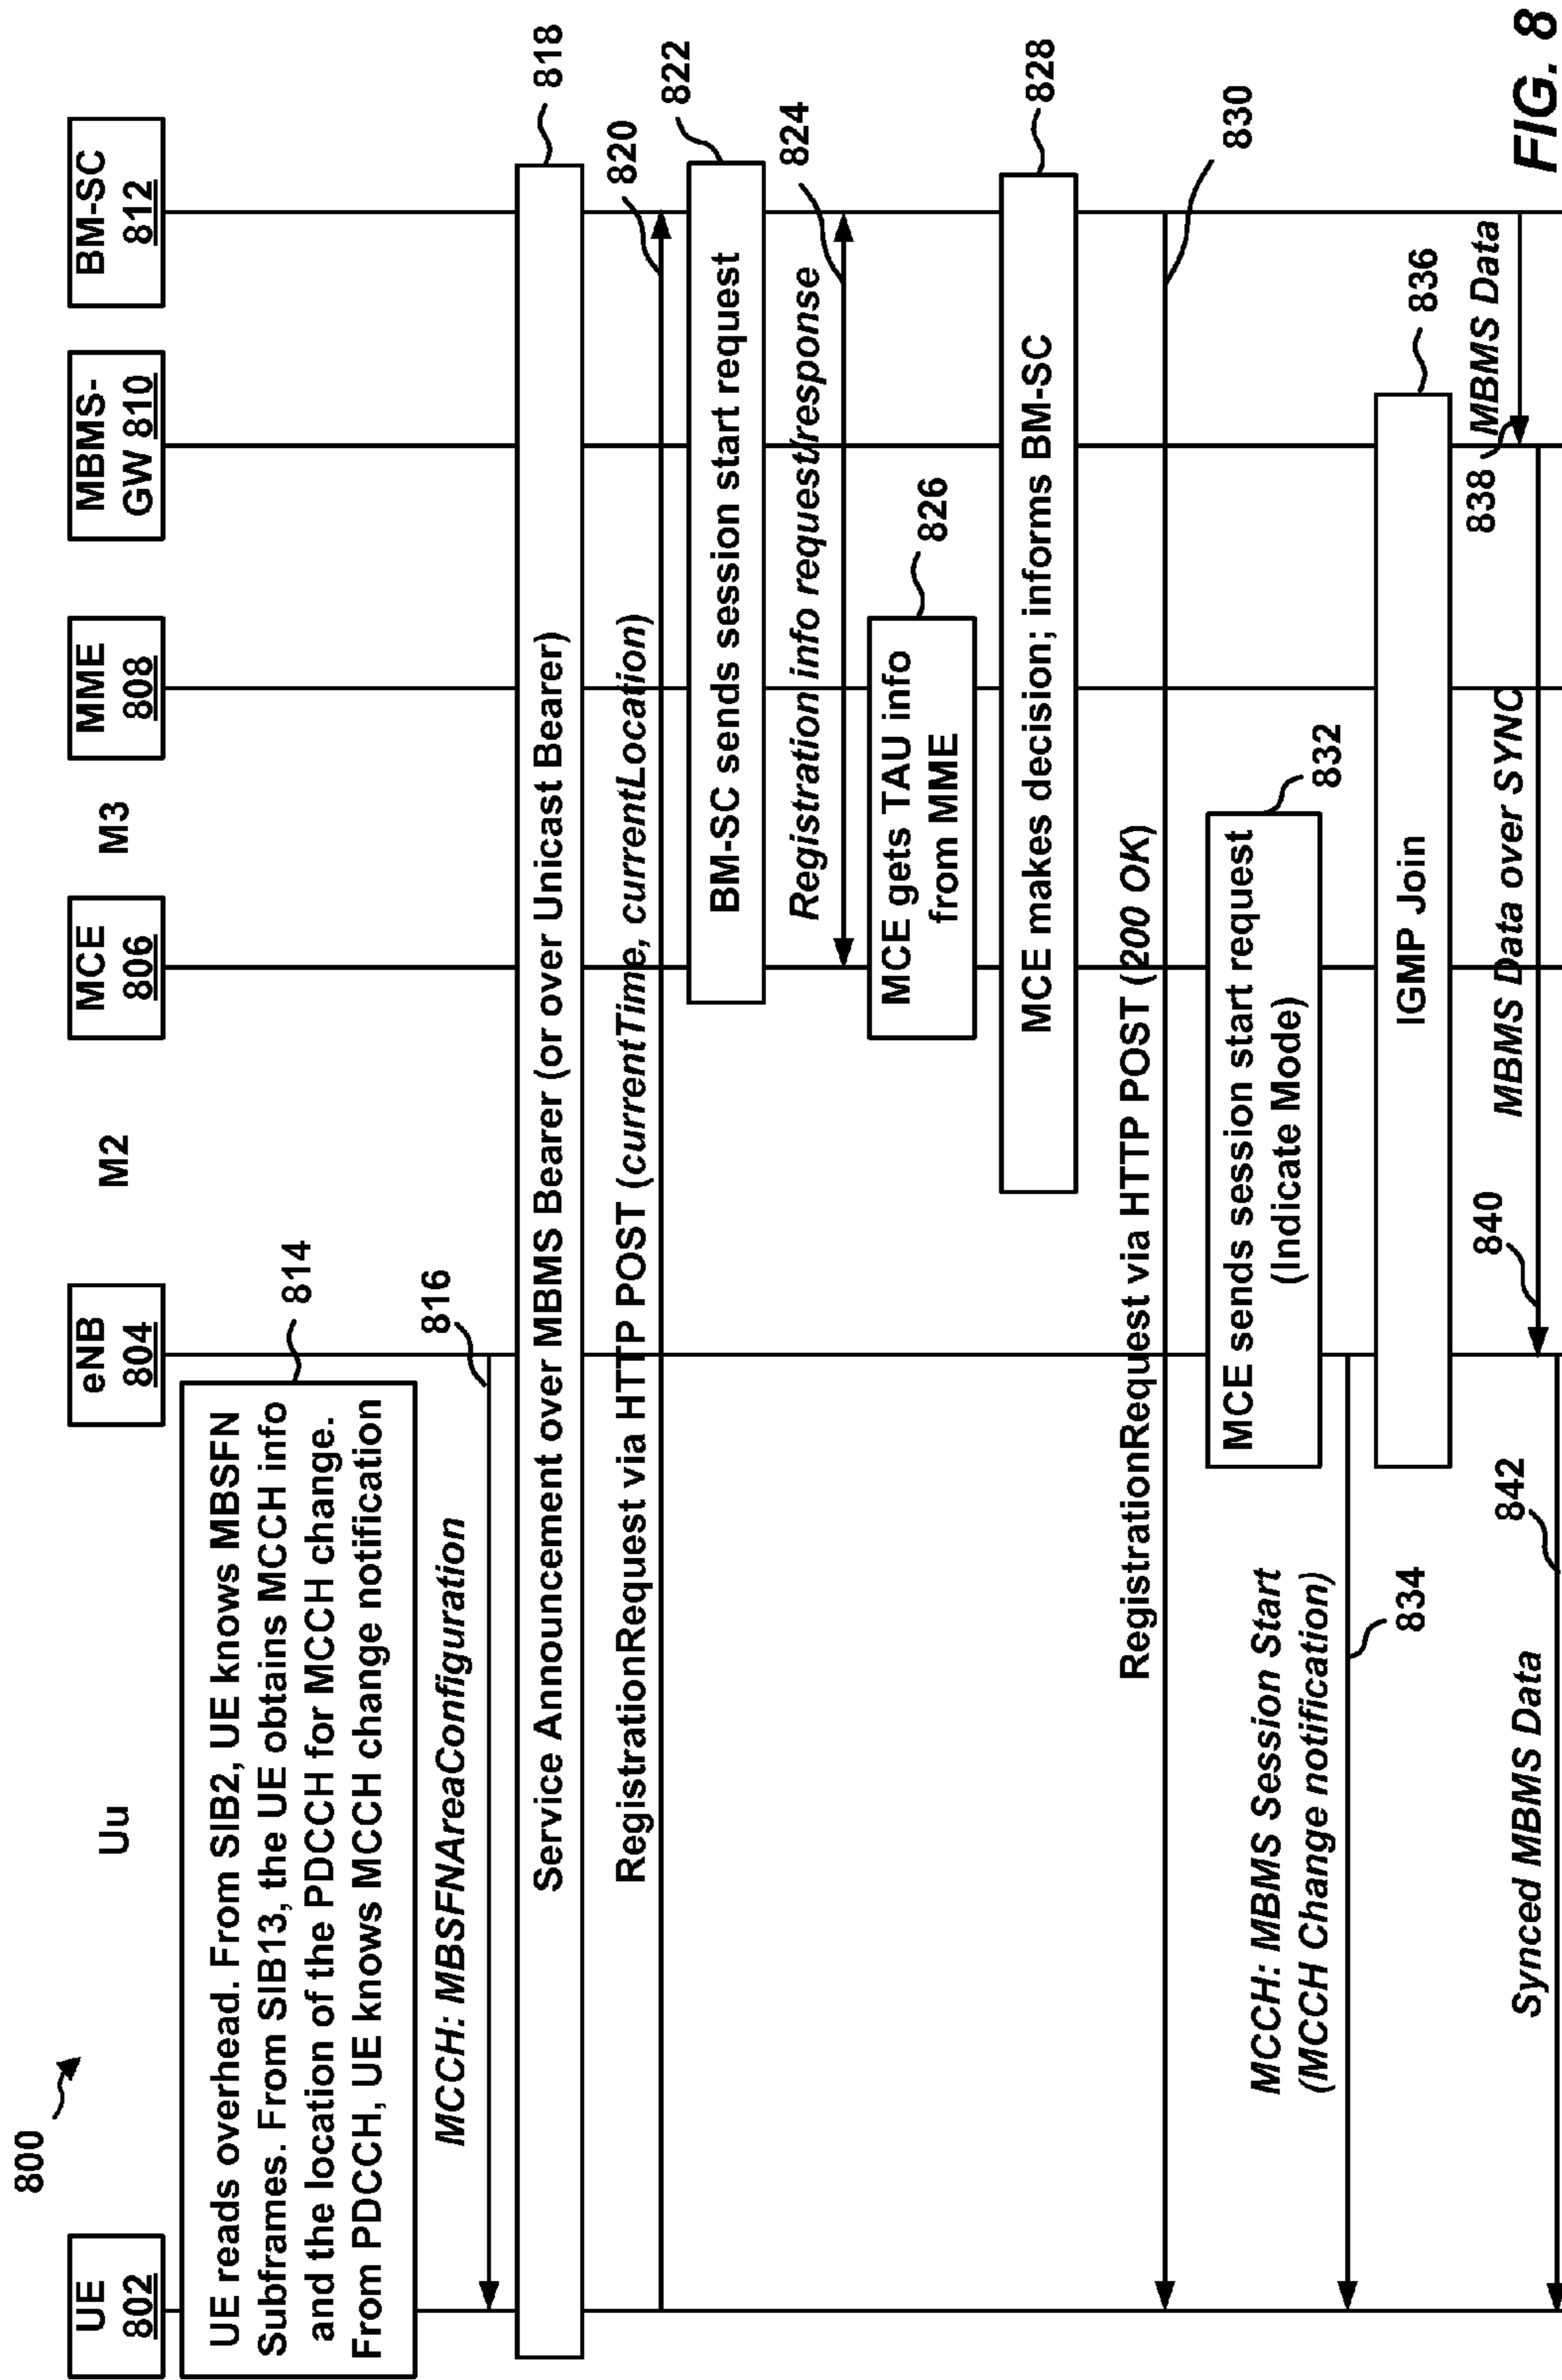 800
UE
802
Uu
eNB
804
M2
MCE
806
M3
MME
808
MBMS-
GW 810
BM-SC
812
UE reads overhead. From SIB2, UE knows MBSFN
Subframes. From SIB13, the UE obtains MCCH info
and the location of the PDCCH for MCCH change.
From PDCCH, UE knows MCCH change notification
814
MCCH: MBSFNAreaConfiguration
816
Service Announcement over MBMS Bearer (or over Unicast Bearer)
818
RegistrationRequest via HTTP POST (currentTime, currentLocation)
820
BM-SC sends session start request
822
Registration info request/response
824
MCE gets TAU info
from MME
826
MCE makes decision; informs BM-SC
828
RegistrationRequest via HTTP POST (200 OK)
830
MCE sends session start request
(Indicate Mode)
832
MCCH: MBMS Session Start
(MCCH Change notification)
834
IGMP Join
836
MBMS Data
838
MBMS Data over SYNC
840
Synced MBMS Data
842
FIG. 8